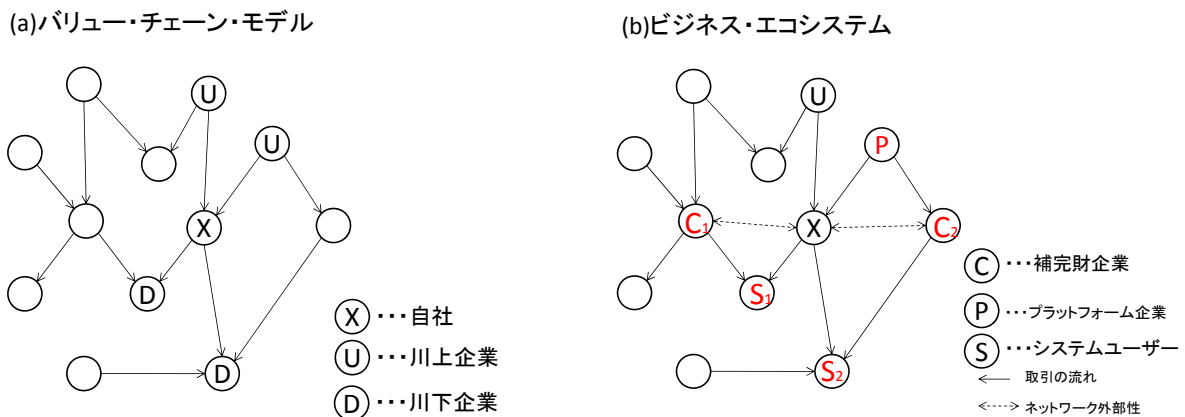 (a)バリュー・チェーン・モデル
U
U
X
D
D
X ・・・自社
U ・・・川上企業
D ・・・川下企業
(b)ビジネス・エコシステム
U
P
C1
X
C2
S1
S2
C ・・・補完財企業
P ・・・プラットフォーム企業
S ・・・システムユーザー
取引の流れ
ネットワーク外部性